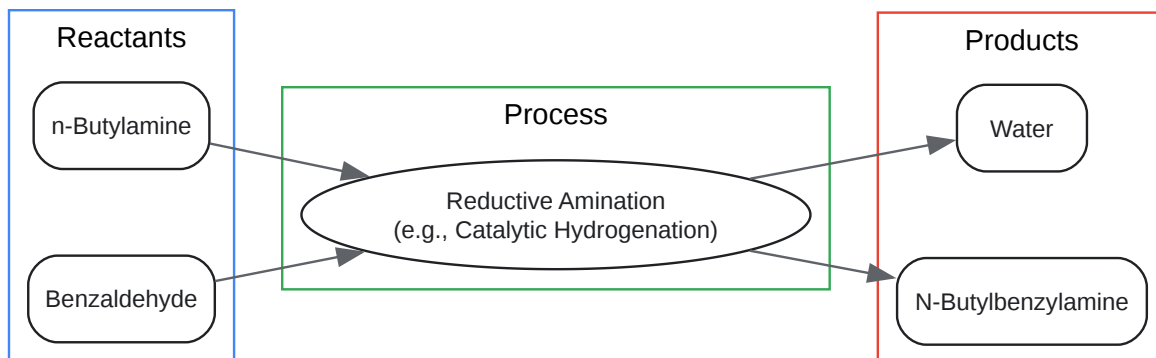 Reactants
n-Butylamine
Benzaldehyde
Process
Reductive Amination
(e.g., Catalytic Hydrogenation)
Products
Water
N-Butylbenzylamine